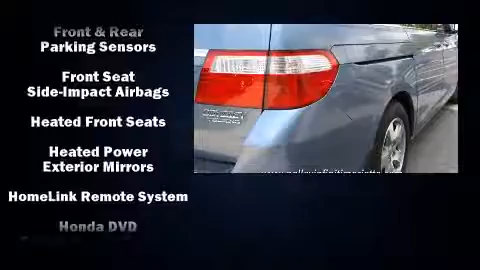 Front & Rear
Parking Sensors
Front Seat
Side-Impact Airbags
Heated Front Seats
Heated Power
Exterior MIrrors
HomeLink Remote System
Honda DVD